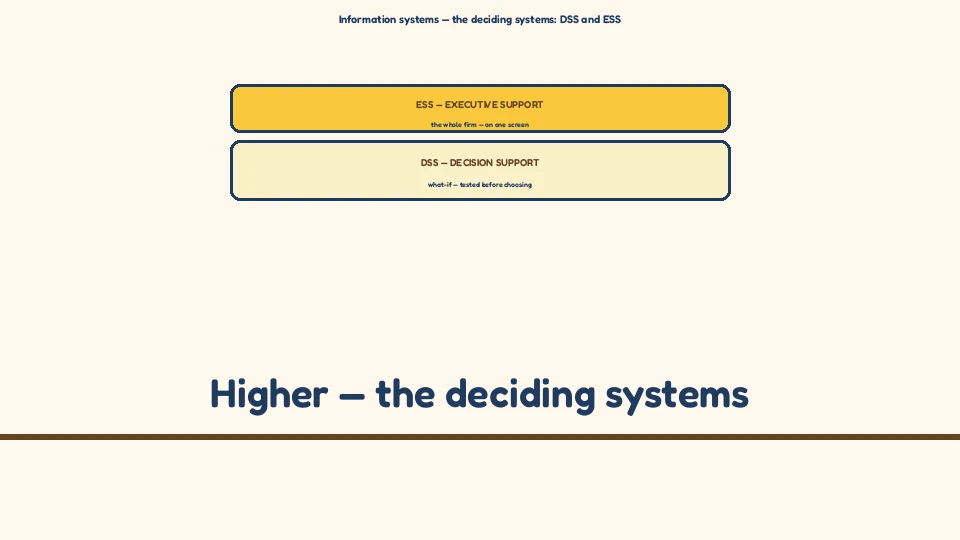 Information systems — the deciding systems: DSS and ESS
ESS — EXECUTIVE SUPPORT
the whole firm — on one screen
DSS — DECISION SUPPORT
what-if — tested before choosing
Higher — the deciding systems